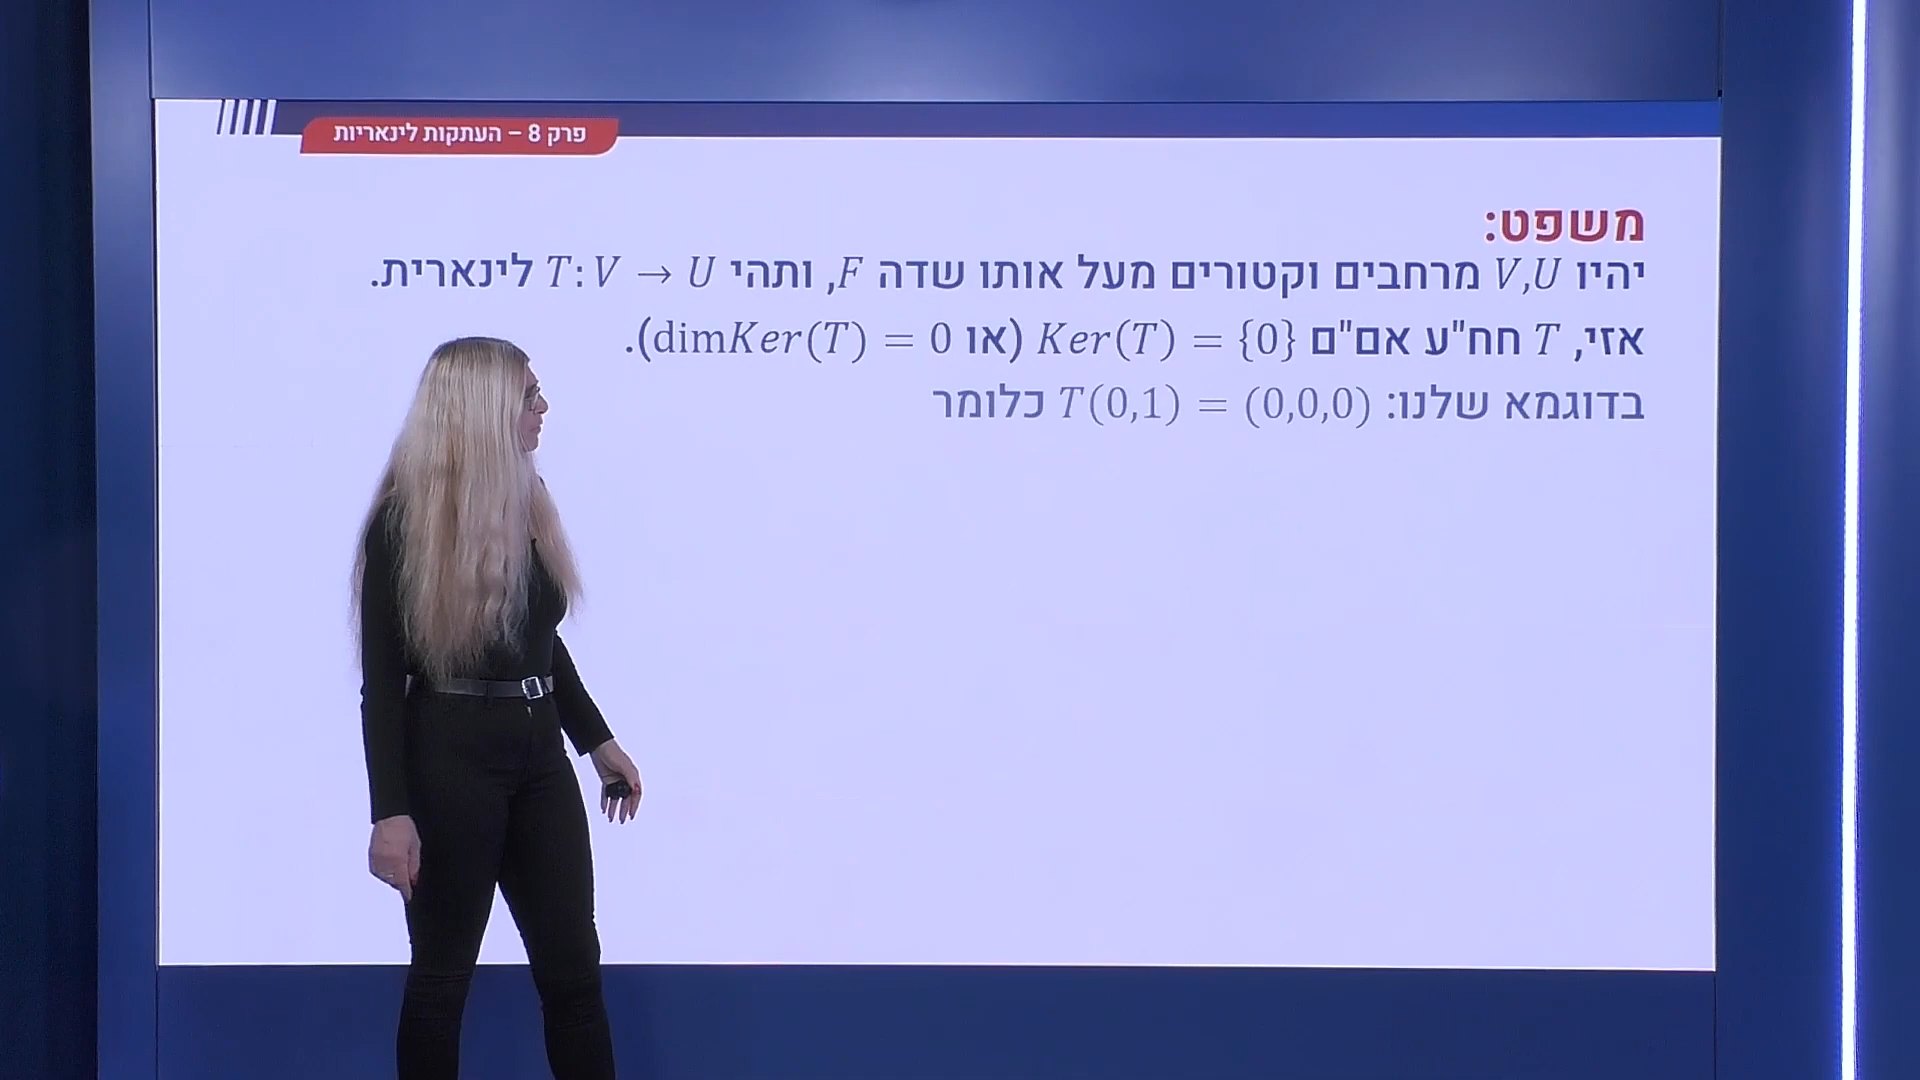 פרק 8 – העתקות לינאריות
משפט:
יהיו V,U מרחבים וקטורים מעל אותו שדה F, ותהי T: V → U לינארית.
אזי, T חח"ע אם"ם Ker(T) = {0} (או dimKer(T) = 0).
בדוגמא שלנו: T(0,1) = (0,0,0) כלומר